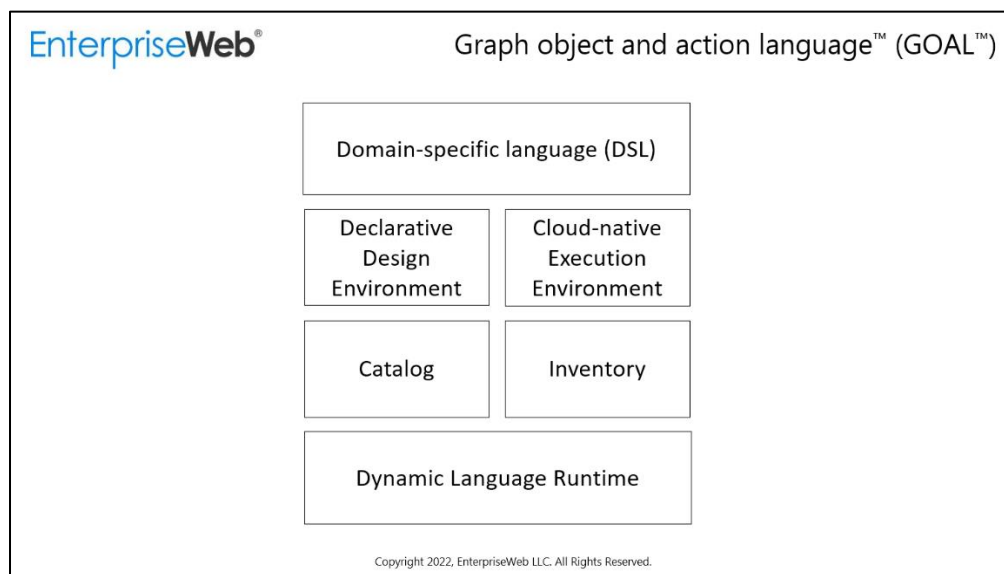 EnterpriseWeb®
Graph object and action language™ (GOAL™)
Domain-specific language (DSL)
Declarative
Design
Environment
Cloud-native
Execution
Environment
Catalog
Inventory
Dynamic Language Runtime
Copyright 2022, EnterpriseWeb LLC. All Rights Reserved.